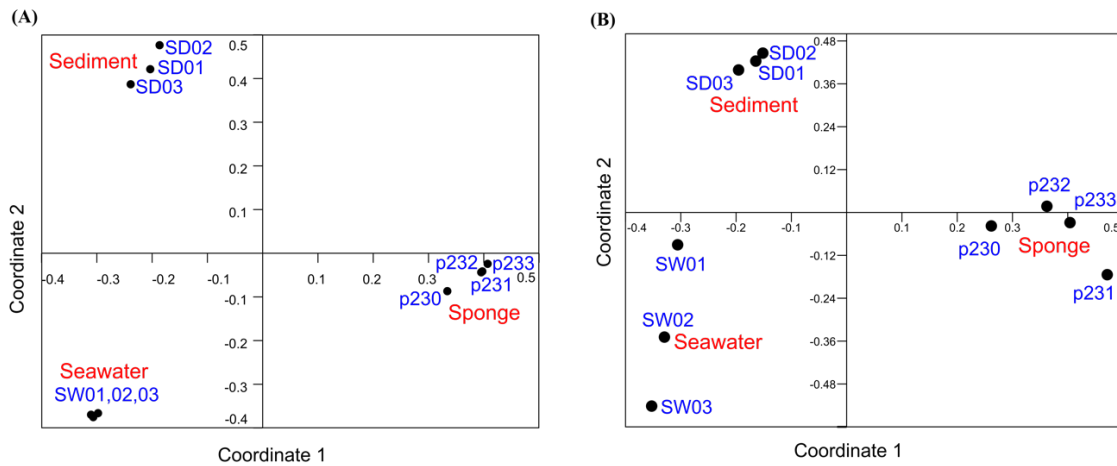 (A)
0.5
SD02
Sediment
SD01
0.4
SD03
0.3
0.2
0.1
-0.3
-0.2
-0.1
0.1
0.2
0.3
0.5
p232
p233
p231
p230
-0.1
Sponge
-0.2
Seawater
-0.3
SW01,02,03
-0.4
Coordinate 2
Coordinate 1
(B)
0.48
SD02
SD01
SD03
0.36
Sediment
0.24
0.12
p232
p233
-0.3
-0.2
-0.1
0.1
0.2
0.3
0.5
p230
Sponge
SW01
-0.12
p231
-0.24
SW02
Seawater
-0.36
SW03
-0.48
Coordinate 2
Coordinate 1